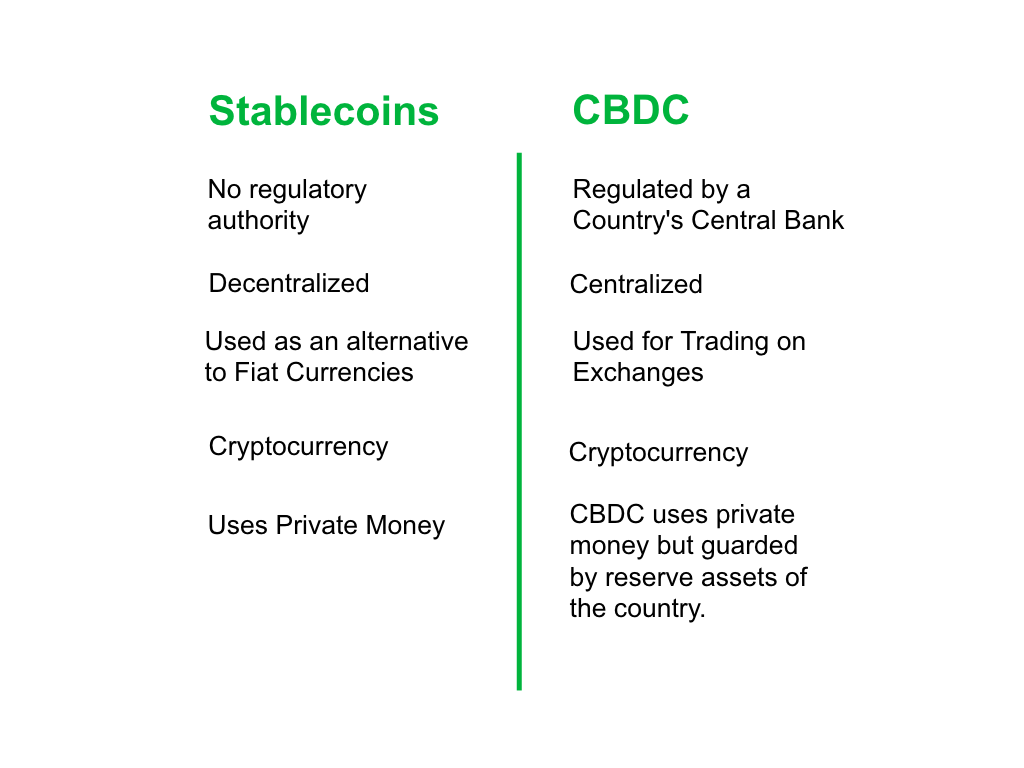 Stablecoins
No regulatory
authority
Decentralized
Used as an alternative
to Fiat Currencies
Cryptocurrency
Uses Private Money
CBDC
Regulated by a
Country's Central Bank
Centralized
Used for Trading on
Exchanges
Cryptocurrency
CBDC uses private
money but guarded
by reserve assets of
the country.